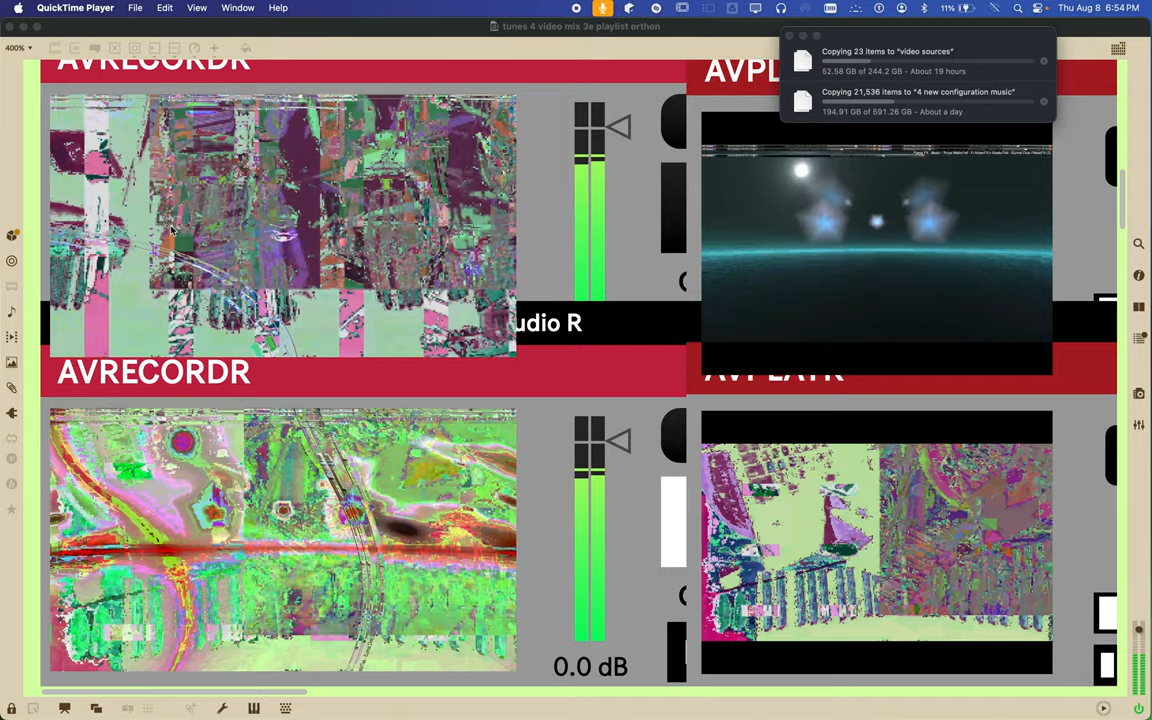 QuickTime Player File Edit View Window Help
11%
Thu Aug 8 6:54 PM
tunes 4 video mix 3e playlist orthon
400%
Copying 23 items to "video sources"
52.58 GB of 244.2 GB - About 19 hours
Copying 21,536 items to "4 new configuration music"
194.91 GB of 591.26 GB - About a day
AVRECORDR
AVPL
udio R
AVRECORDR
AVPLAYR
0.0 dB